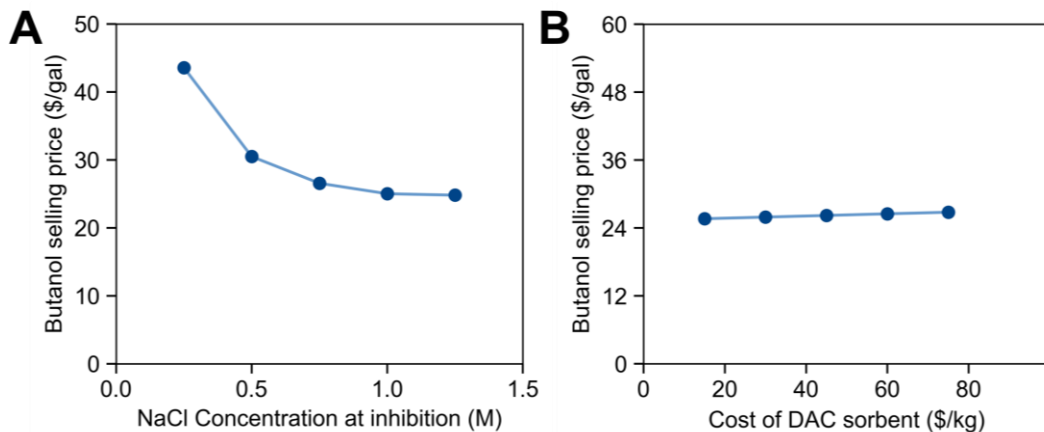 A
Butanol selling price ($/gal)
50
40
30
20
10
0
0.0 0.5 1.0 1.5
NaCl Concentration at inhibition (M)
B
Butanol selling price ($/gal)
60
48
36
24
12
0
0 20 40 60 80
Cost of DAC sorbent ($/kg)